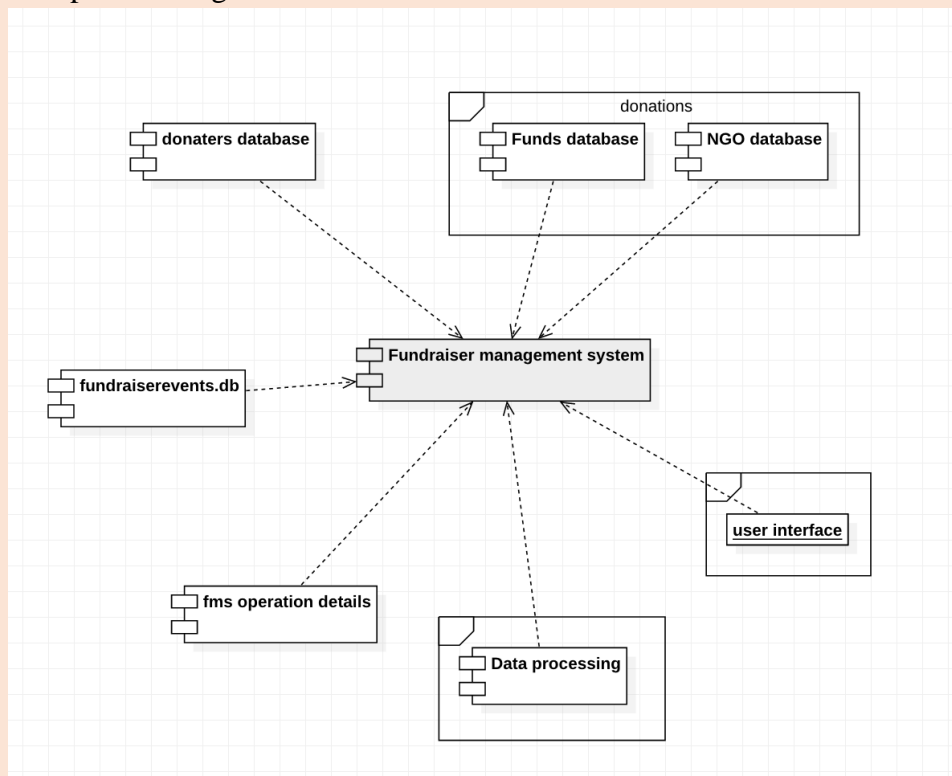 donations
donaters database
Funds database
NGO database
Fundraiser management system
fundraiserevents.db
user interface
fms operation details
Data processing